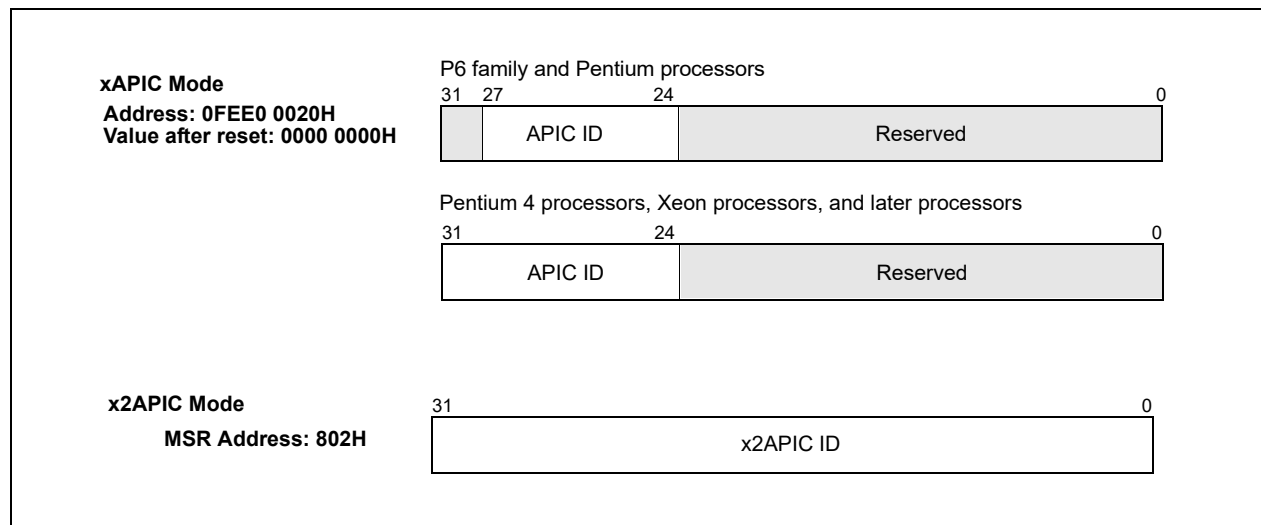 xAPIC Mode
Address: 0FEE0 0020H
Value after reset: 0000 0000H
P6 family and Pentium processors
31 27 24 0
APIC ID Reserved
Pentium 4 processors, Xeon processors, and later processors
31 24 0
APIC ID Reserved
x2APIC Mode
MSR Address: 802H
31 0
x2APIC ID